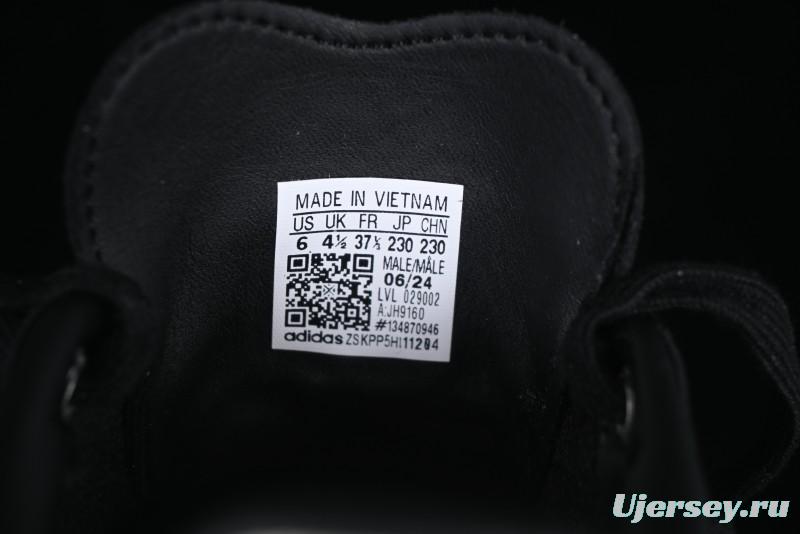 MADE IN VIETNAM
US UK FR JP CHN
6 4½ 37⅓ 230 230
MALE/MÂLE
06/24
LVL 029002
A:JH9160
#134870946
adidas ZSKPP5HI11204
Ujersey.ru